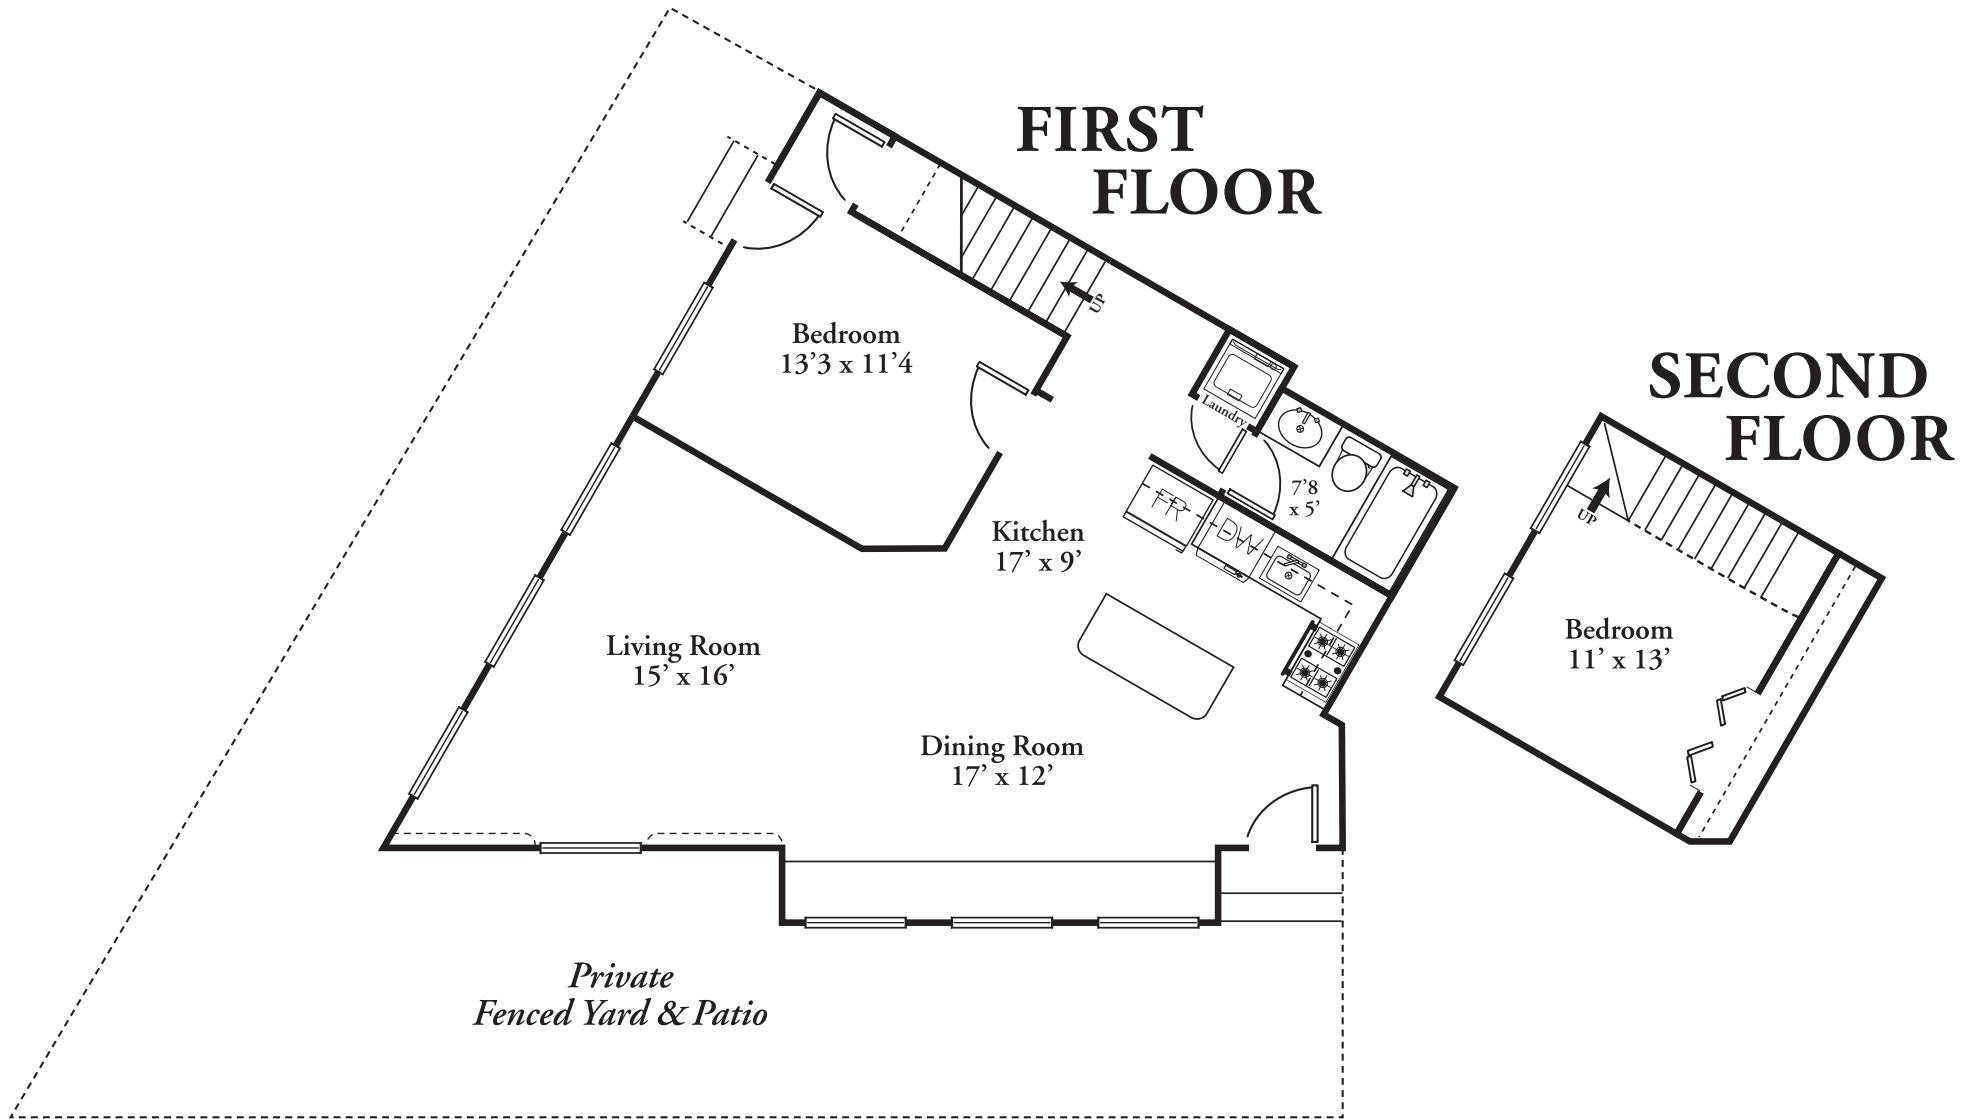 FIRST
FLOOR
UP
Bedroom
13’3 x 11’4
Laundry
7’8
x 5’
FR
DW
Kitchen
17’ x 9’
Living Room
15’ x 16’
Dining Room
17’ x 12’
Private
Fenced Yard & Patio
SECOND
FLOOR
UP
Bedroom
11’ x 13’